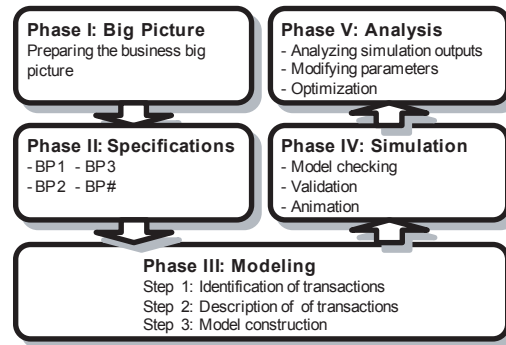 Phase I: Big Picture
Preparing the business big
picture
Phase II: Specifications
- BP1 - BP3
- BP2 - BP#
Phase III: Modeling
Step 1: Identification of transactions
Step 2: Description of of transactions
Step 3: Model construction
Phase IV: Simulation
- Model checking
- Validation
- Animation
Phase V: Analysis
- Analyzing simulation outputs
- Modifying parameters
- Optimization